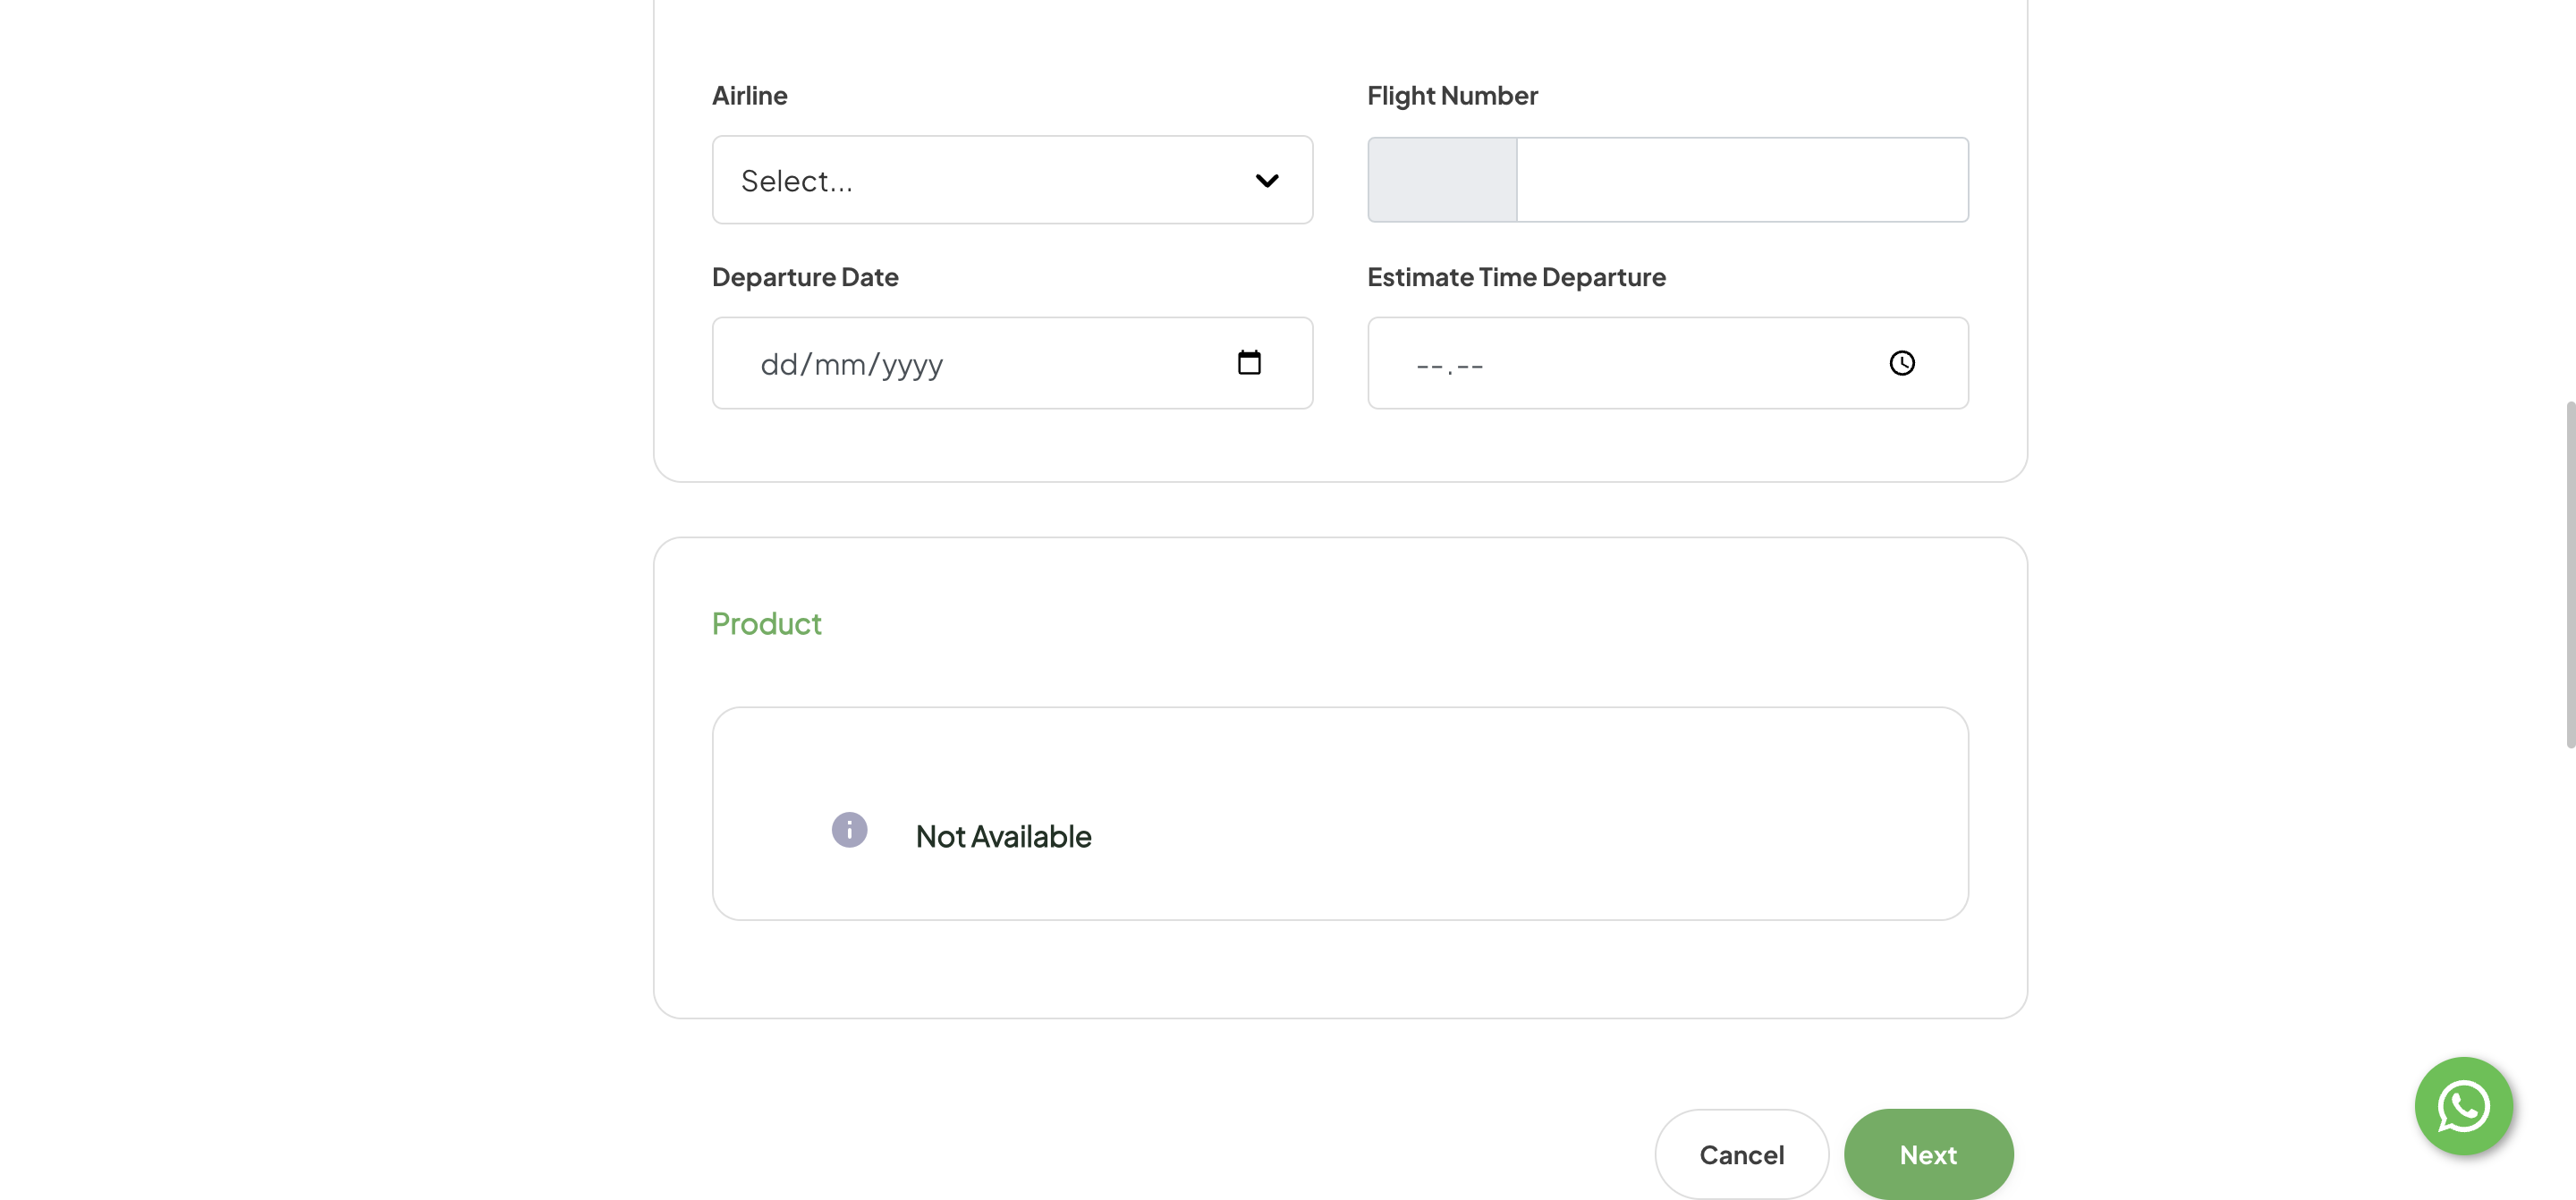 Airline
Flight Number
Select...
Departure Date
Estimate Time Departure
dd/mm/yyyy
--.--
Product
Not Available
Cancel
Next